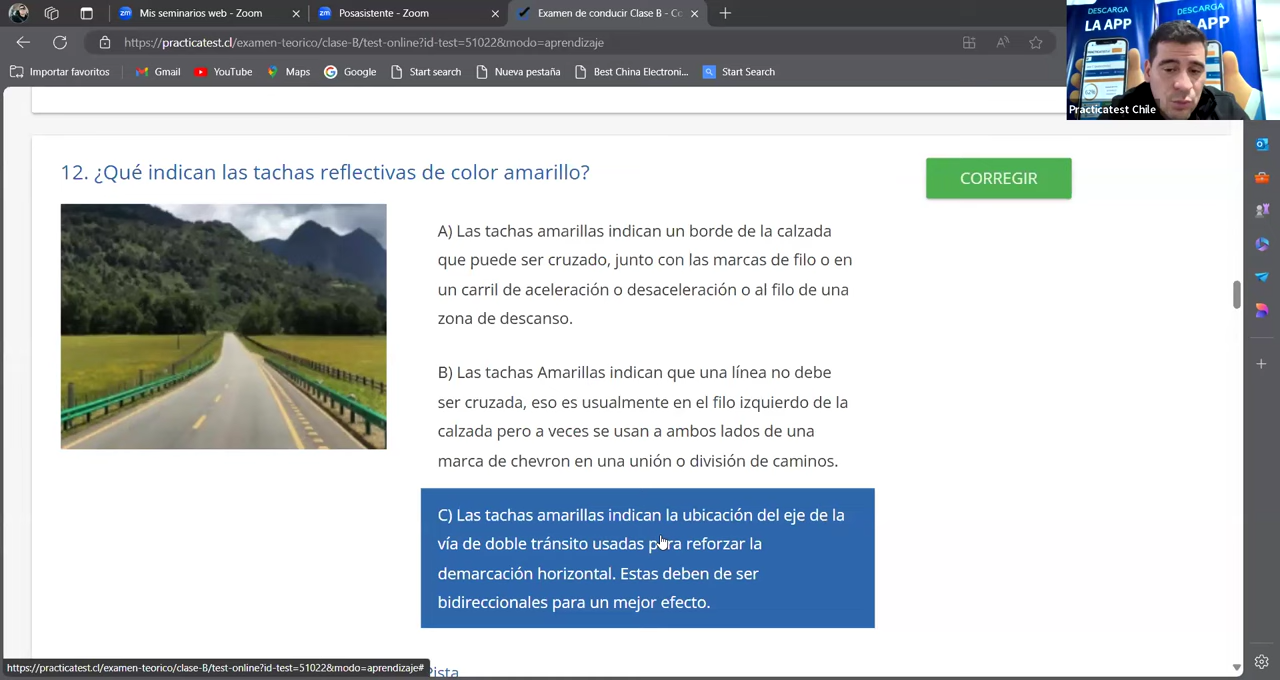 Mis seminarios web - Zoom
Posasistente - Zoom
Examen de conducir Clase B - Co
https://practicatest.cl/examen-teorico/clase-B/test-online?id-test=51022&modo=aprendizaje
Importar favoritos
Gmail
YouTube
Maps
Google
Start search
Nueva pestaña
Best China Electroni...
Start Search
DESCARGA
LA APP
DESCARGA
APP
Practicatest Chile
12. ¿Qué indican las tachas reflectivas de color amarillo?
CORREGIR
A) Las tachas amarillas indican un borde de la calzada
que puede ser cruzado, junto con las marcas de filo o en
un carril de aceleración o desaceleración o al filo de una
zona de descanso.
B) Las tachas Amarillas indican que una línea no debe
ser cruzada, eso es usualmente en el filo izquierdo de la
calzada pero a veces se usan a ambos lados de una
marca de chevron en una unión o división de caminos.
C) Las tachas amarillas indican la ubicación del eje de la
vía de doble tránsito usadas para reforzar la
demarcación horizontal. Estas deben de ser
bidireccionales para un mejor efecto.
https://practicatest.cl/examen-teorico/clase-B/test-online?id-test=51022&modo=aprendizaje#
Pista